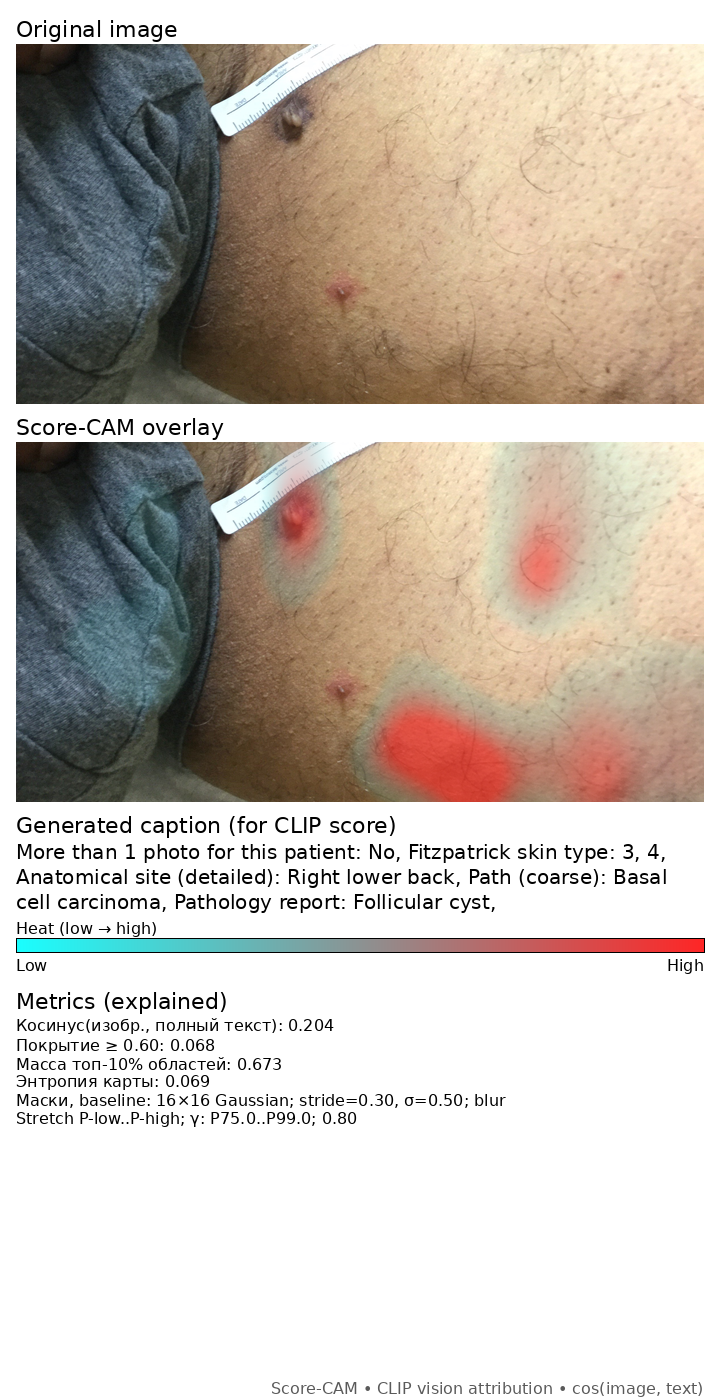 Original image
Score-CAM overlay
Generated caption (for CLIP score)
More than 1 photo for this patient: No, Fitzpatrick skin type: 3, 4,
Anatomical site (detailed): Right lower back, Path (coarse): Basal
cell carcinoma, Pathology report: Follicular cyst,
Heat (low → high)
Low High
Metrics (explained)
Косинус(изобр., полный текст): 0.204
Покрытие ≥ 0.60: 0.068
Масса топ-10% областей: 0.673
Энтропия карты: 0.069
Маски, baseline: 16×16 Gaussian; stride=0.30, σ=0.50; blur
Stretch P-low..P-high; γ: P75.0..P99.0; 0.80
Score-CAM • CLIP vision attribution • cos(image, text)